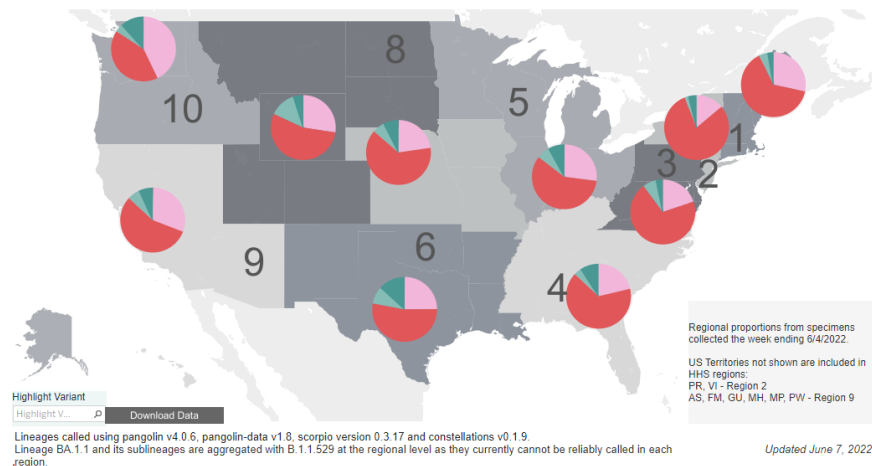 8
10
5
1
3
2
6
9
4
Regional proportions from specimens
collected the week ending 6/4/2022.
US Territories not shown are included in
HHS regions:
PR, VI - Region 2
AS, FM, GU, MH, MP, PW - Region 9
Highlight Variant
Highlight V...
Download Data
Lineages called using pangolin v4.0.6, pangolin-data v1.8, scorpio version 0.3.17 and constellations v0.1.9.
Lineage BA.1.1 and its sublineages are aggregated with B.1.1.529 at the regional level as they currently cannot be reliably called in each
region.
Updated June 7, 2022